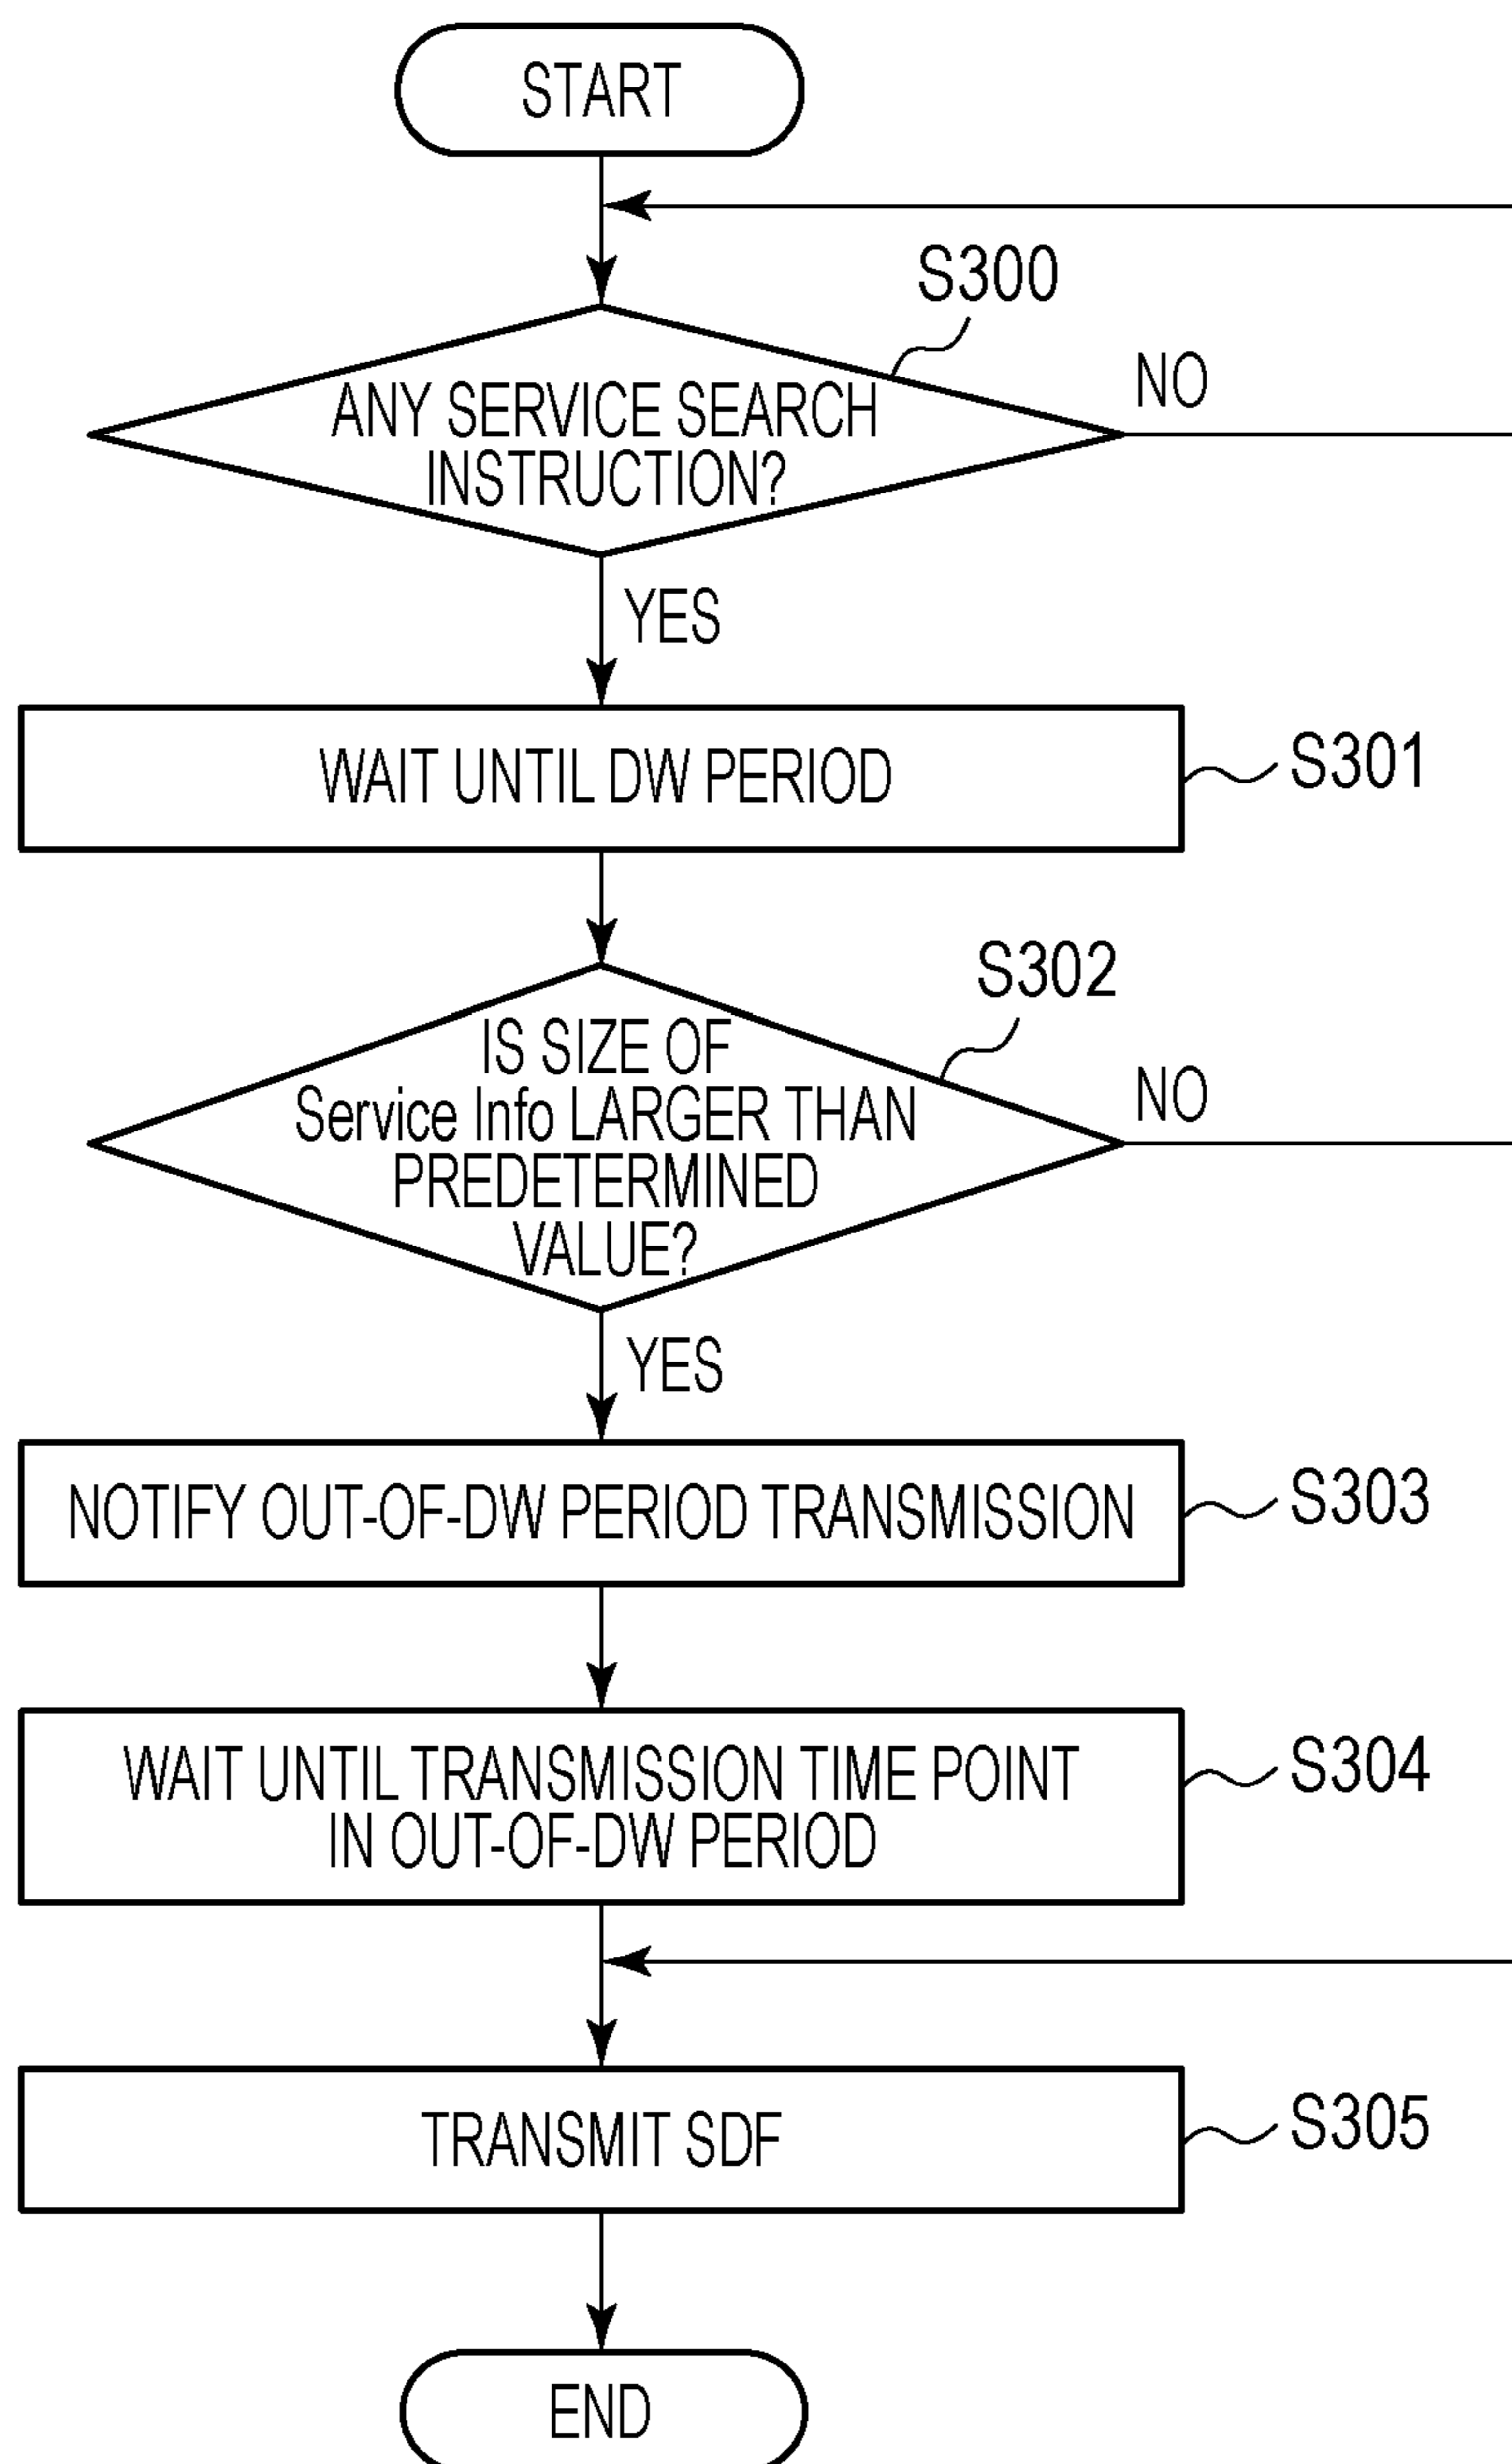 START
S300
NO
ANY SERVICE SEARCH
INSTRUCTION?
YES
WAIT UNTIL DW PERIOD
S301
S302
IS SIZE OF
Service Info LARGER THAN
PREDETERMINED
VALUE?
NO
YES
NOTIFY OUT-OF-DW PERIOD TRANSMISSION
S303
WAIT UNTIL TRANSMISSION TIME POINT
IN OUT-OF-DW PERIOD
S304
TRANSMIT SDF
S305
END